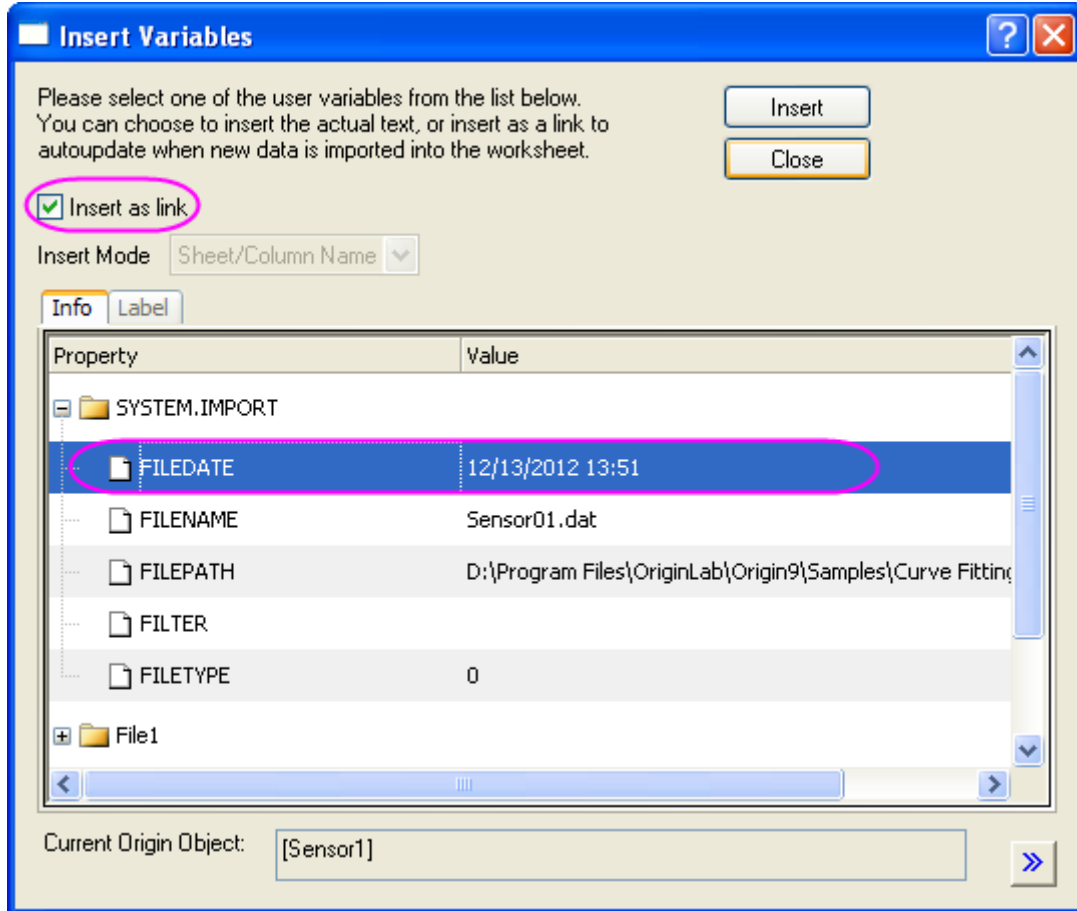 Insert Variables
Please select one of the user variables from the list below.
You can choose to insert the actual text, or insert as a link to
autoupdate when new data is imported into the worksheet.
Insert
Close
Insert as link
Insert Mode Sheet/Column Name
Info Label
Property Value
SYSTEM.IMPORT
FILEDATE 12/13/2012 13:51
FILENAME Sensor01.dat
FILEPATH D:\Program Files\OriginLab\Origin9\Samples\Curve Fitting
FILTER
FILETYPE 0
File1
Current Origin Object: [Sensor1]